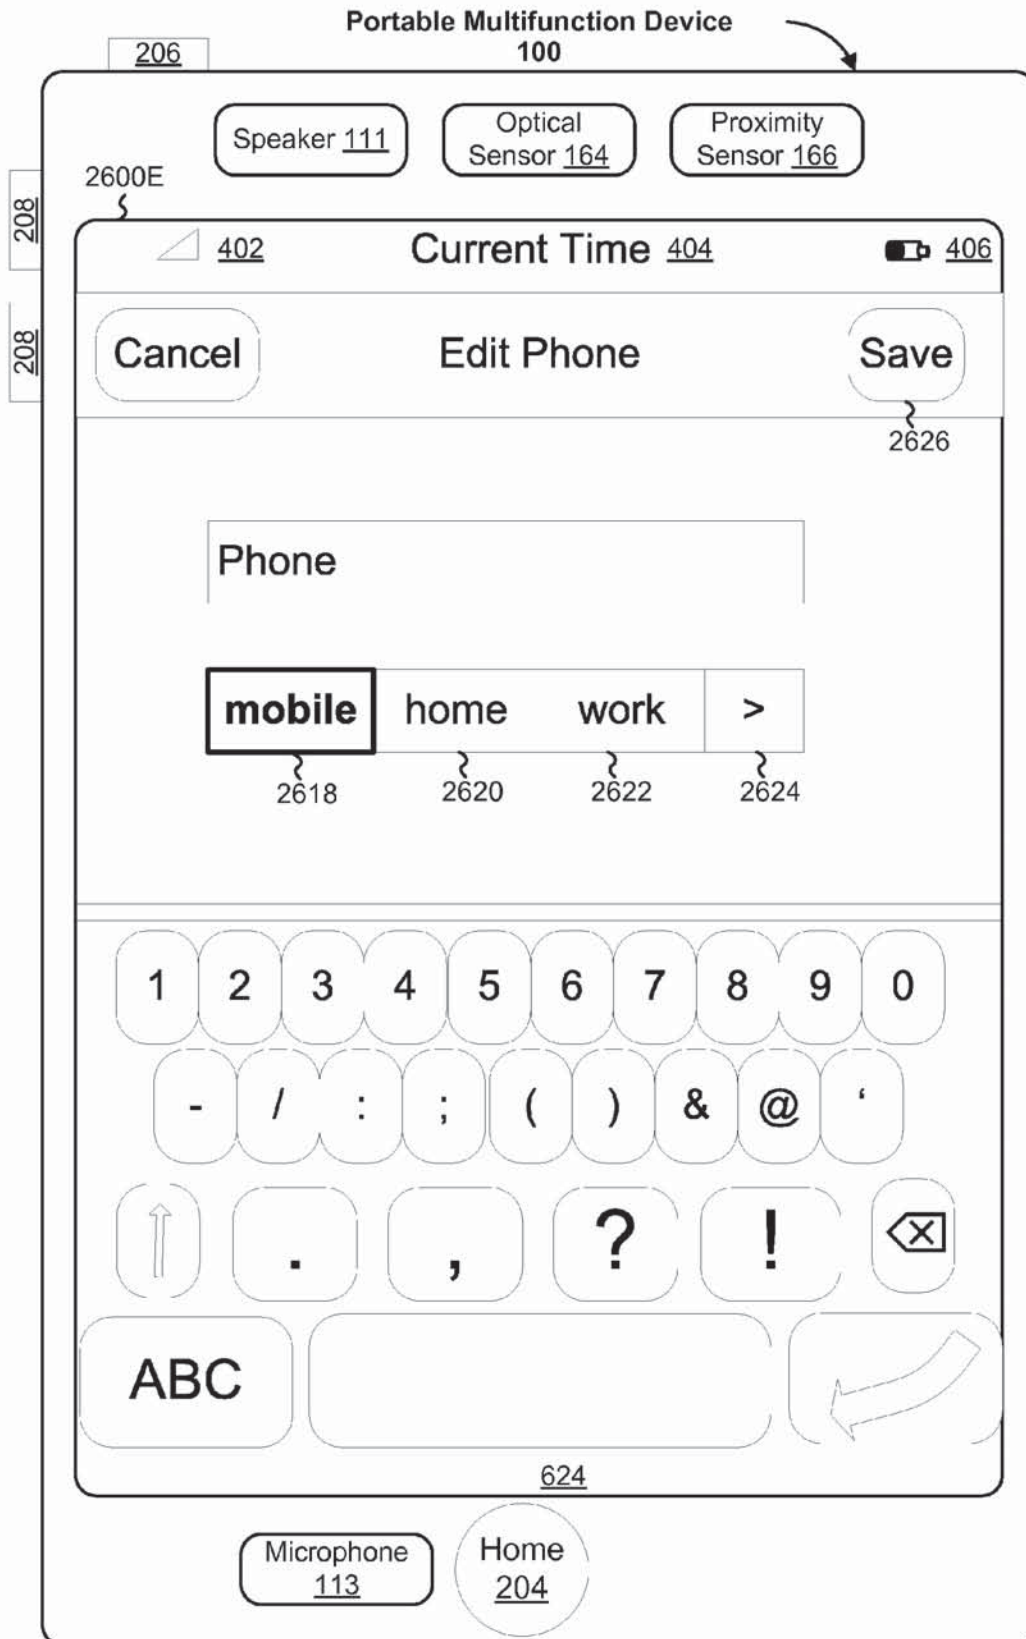 Portable Multifunction Device
100
206
Speaker 111
Optical
Sensor 164
Proximity
Sensor 166
2600E
208
402
Current Time 404
406
208
Cancel
Edit Phone
Save
2626
Phone
mobile
home
work
>
2618
2620
2622
2624
1 2 3 4 5 6 7 8 9 0
- / : ; ( ) & @ ‘
. , ? !
ABC
624
Microphone
113
Home
204